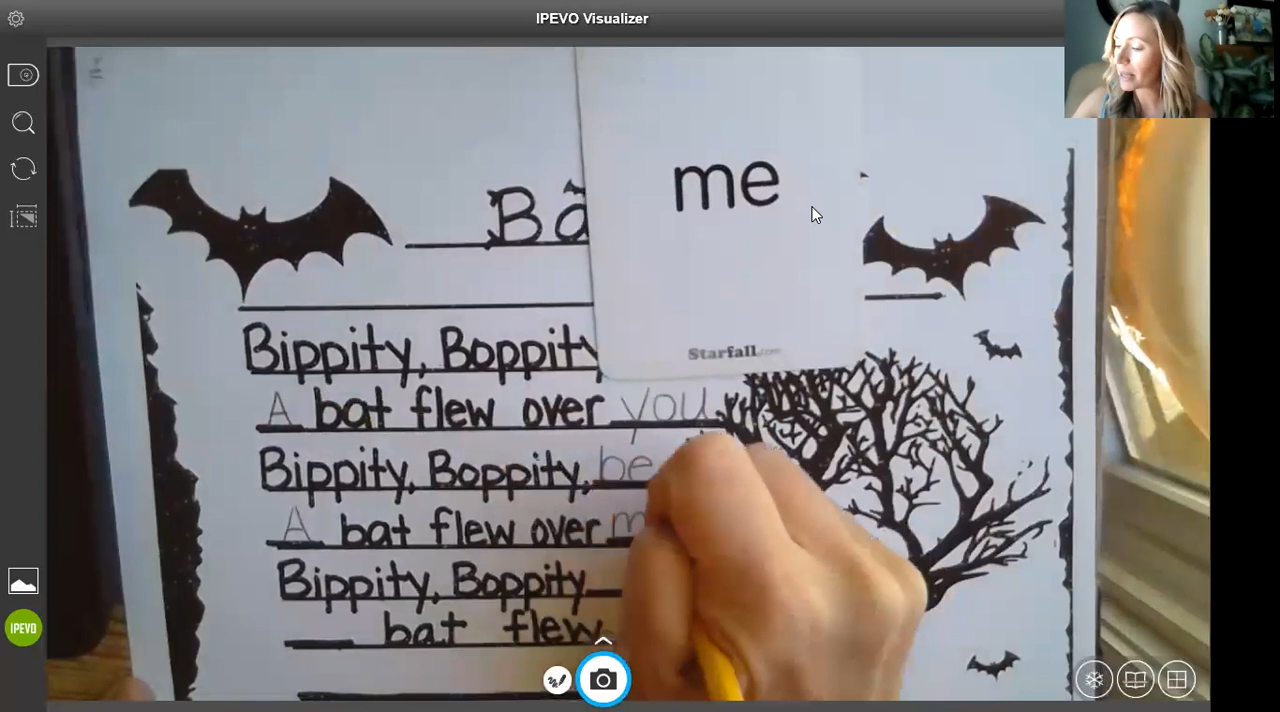 IPEVO Visualizer
me
Ba
Starfall.com
Bippity, Boppity
A bat flew over you
Bippity, Boppity, be
A bat flew over m
Bippity, Boppity
bat flew
IPEVO